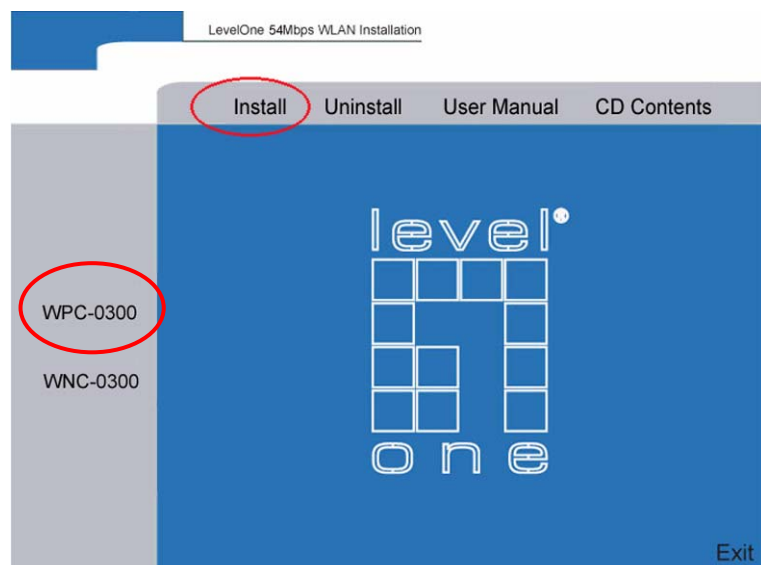 LevelOne 54Mbps WLAN Installation
Install Uninstall User Manual CD Contents
level®
WPC-0300
WNC-0300
one
Exit